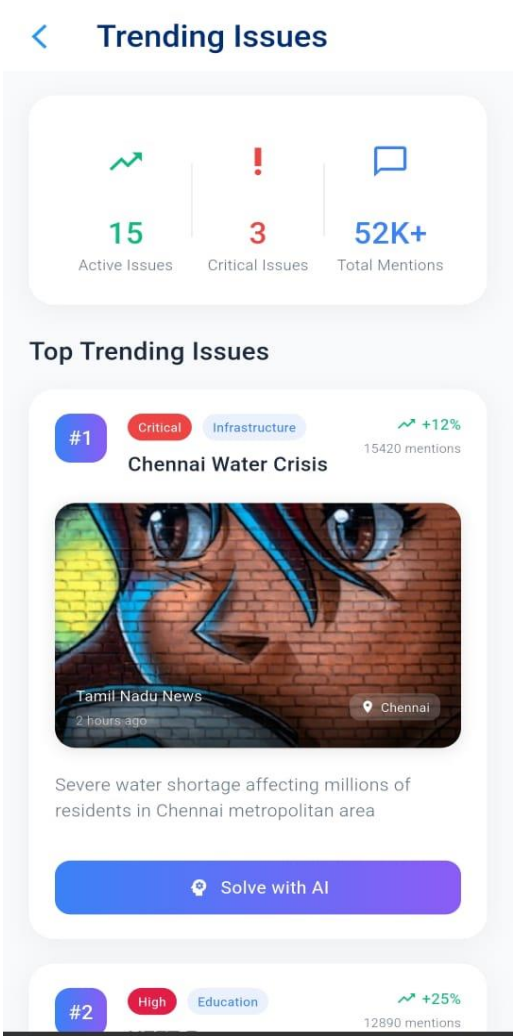 Trending Issues
15
3
52K+
Active Issues
Critical Issues
Total Mentions
Top Trending Issues
#1
Critical
Infrastructure
+12%
15420 mentions
Chennai Water Crisis
Tamil Nadu News
2 hours ago
Chennai
Severe water shortage affecting millions of
residents in Chennai metropolitan area
Solve with AI
#2
High
Education
+25%
12890 mentions